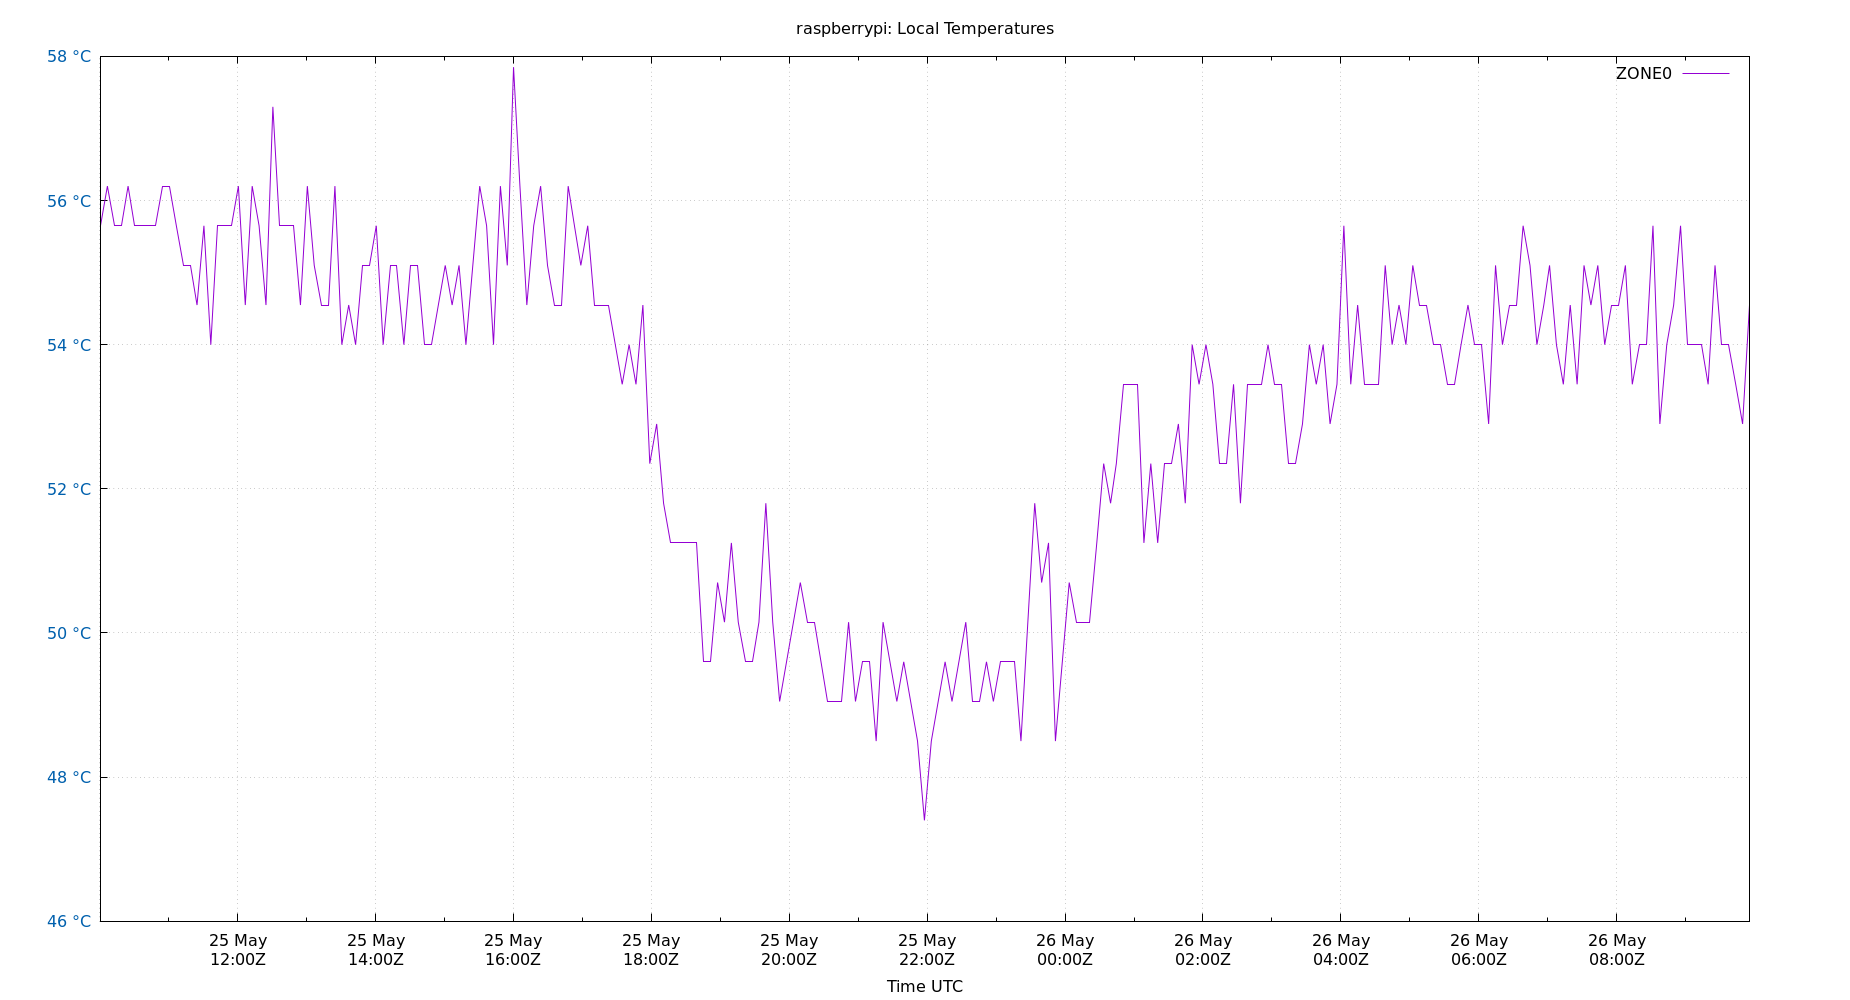 raspberrypi: Local Temperatures
58 °C
ZONE0
56 °C
54 °C
52 °C
50 °C
48 °C
46 °C
25 May 25 May 25 May 25 May 25 May 25 May 26 May 26 May 26 May 26 May 26 May
12:00Z 14:00Z 16:00Z 18:00Z 20:00Z 22:00Z 00:00Z 02:00Z 04:00Z 06:00Z 08:00Z
Time UTC